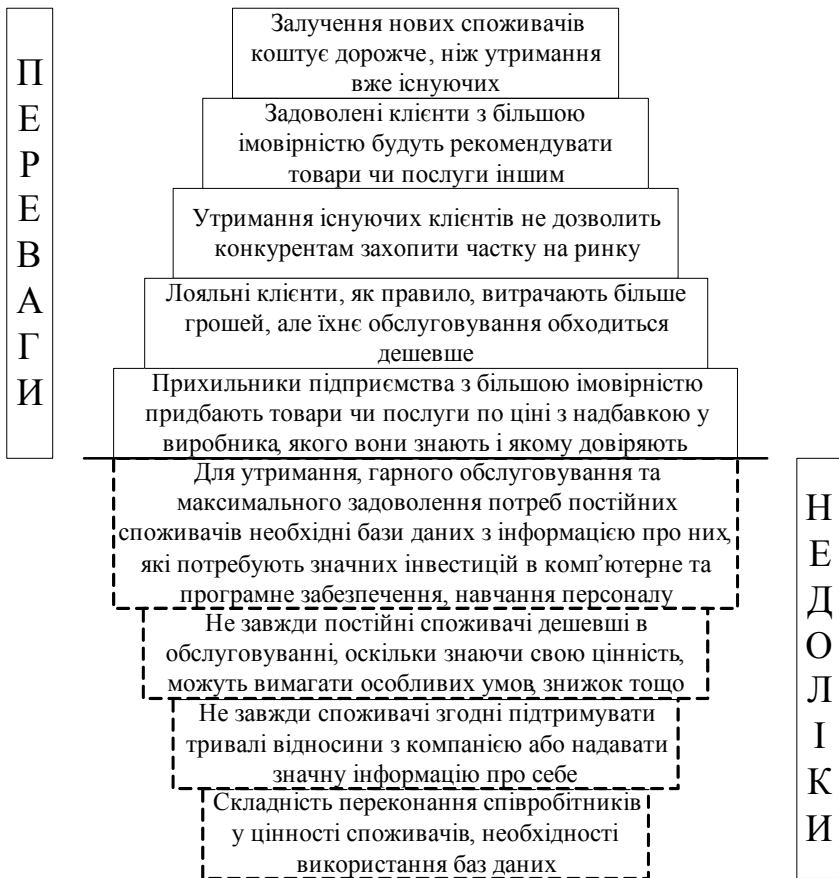 ПЕРЕВАГИ
Залучення нових споживачів
коштує дорожче, ніж утримання
вже існуючих
Задоволені клієнти з більшою
імовірністю будуть рекомендувати
товари чи послуги іншим
Утримання існуючих клієнтів не дозволить
конкурентам захопити частку на ринку
Лояльні клієнти, як правило, витрачають більше
грошей, але їхнє обслуговування обходиться
дешевше
Прихильники підприємства з більшою імовірністю
придбають товари чи послуги по ціні з надбавкою у
виробника, якого вони знають і якому довіряють
НЕДОЛІКИ
Для утримання, гарного обслуговування та
максимального задоволення потреб постійних
споживачів необхідні бази даних з інформацією про них,
які потребують значних інвестицій в комп’ютерне та
програмне забезпечення, навчання персоналу
Не завжди постійні споживачі дешевші в
обслуговуванні, оскільки знаючи свою цінність,
можуть вимагати особливих умов, знижок тощо
Не завжди споживачі згодні підтримувати
тривалі відносини з компанією або надавати
значну інформацію про себе
Складність переконання співробітників
у цінності споживачів, необхідності
використання баз даних